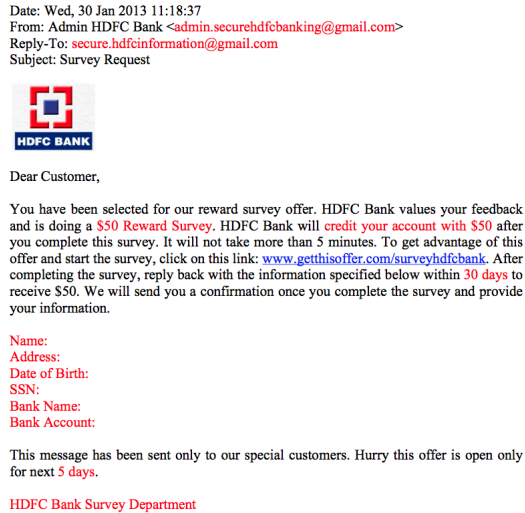 Date: Wed, 30 Jan 2013 11:18:37
From: Admin HDFC Bank <admin.securehdfcbanking@gmail.com>
Reply-To: secure.hdfcinformation@gmail.com
Subject: Survey Request
HDFC BANK
Dear Customer,
You have been selected for our reward survey offer. HDFC Bank values your feedback
and is doing a $50 Reward Survey. HDFC Bank will credit your account with $50 after
you complete this survey. It will not take more than 5 minutes. To get advantage of this
offer and start the survey, click on this link: www.getthisoffer.com/surveyhdfcbank. After
completing the survey, reply back with the information specified below within 30 days to
receive $50. We will send you a confirmation once you complete the survey and provide
your information.
Name:
Address:
Date of Birth:
SSN:
Bank Name:
Bank Account:
This message has been sent only to our special customers. Hurry this offer is open only
for next 5 days.
HDFC Bank Survey Department